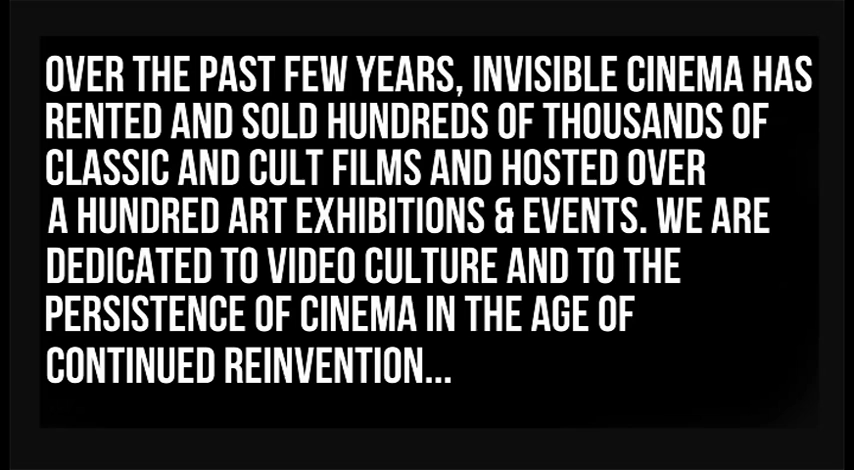 OVER THE PAST FEW YEARS, INVISIBLE CINEMA HAS
RENTED AND SOLD HUNDREDS OF THOUSANDS OF
CLASSIC AND CULT FILMS AND HOSTED OVER
A HUNDRED ART EXHIBITIONS & EVENTS. WE ARE
DEDICATED TO VIDEO CULTURE AND TO THE
PERSISTENCE OF CINEMA IN THE AGE OF
CONTINUED REINVENTION...